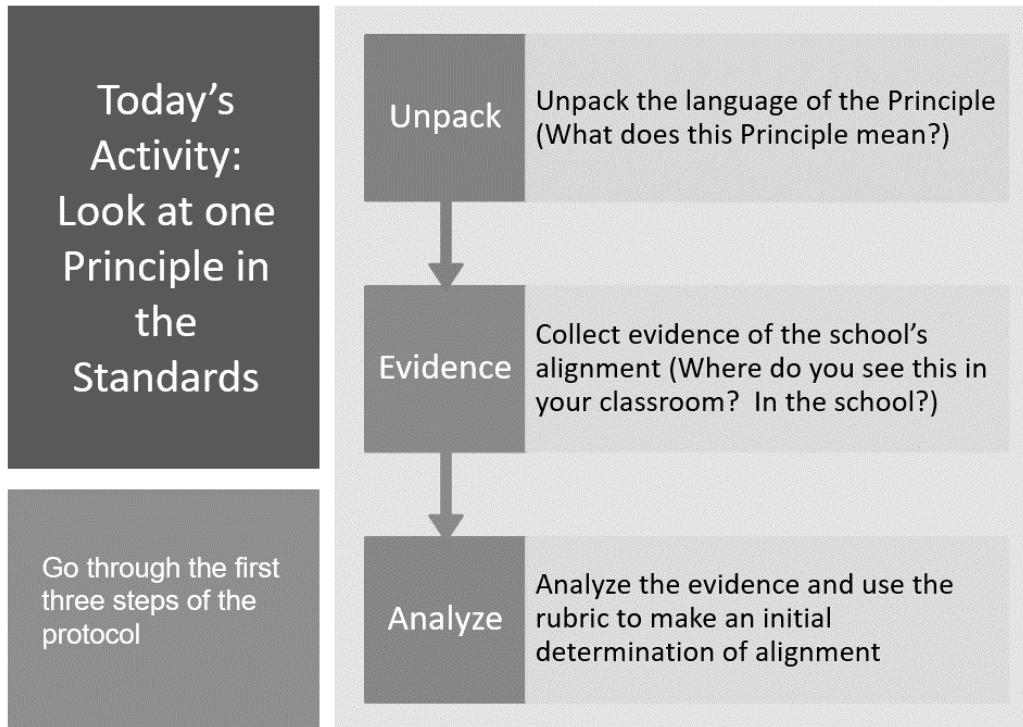 Today’s
Activity:
Look at one
Principle in
the
Standards
Go through the first
three steps of the
protocol
Unpack
Unpack the language of the Principle
(What does this Principle mean?)
Evidence
Collect evidence of the school’s
alignment (Where do you see this in
your classroom?  In the school?)
Analyze
Analyze the evidence and use the
rubric to make an initial
determination of alignment